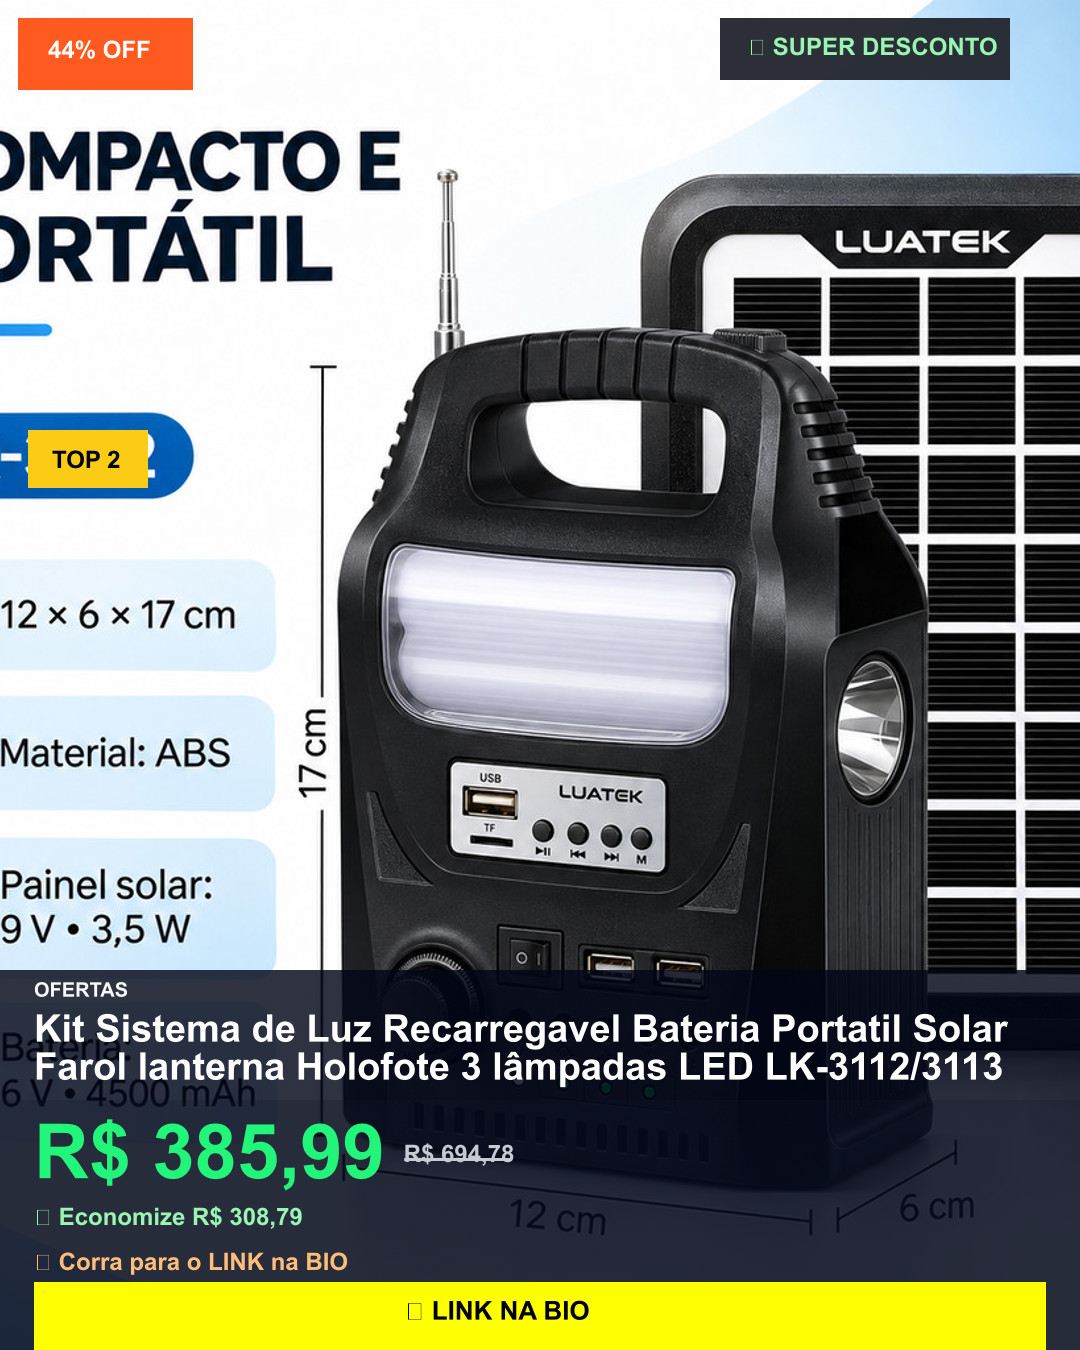 44% OFF
SUPER DESCONTO
OMPACTO E
ORTÁTIL
LUATEK
TOP 2
12 × 6 × 17 cm
Material: ABS
17 cm
USB
LUATEK
TF
M
Painel solar:
9 V • 3,5 W
OFERTAS
Kit Sistema de Luz Recarregavel Bateria Portatil Solar
Farol lanterna Holofote 3 lâmpadas LED LK-3112/3113
Bateria:
6 V • 4500 mAh
R$ 385,99
R$ 694,78
Economize R$ 308,79
12 cm
6 cm
Corra para o LINK na BIO
LINK NA BIO